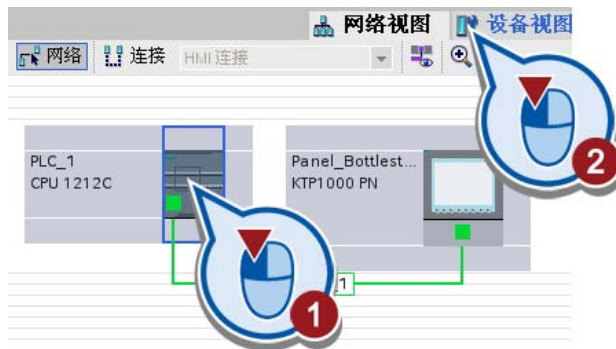 网络视图 设备视图
网络 连接 HMI 连接
PLC_1
CPU 1212C
Panel_Bottlest...
KTP1000 PN
_1
1
2